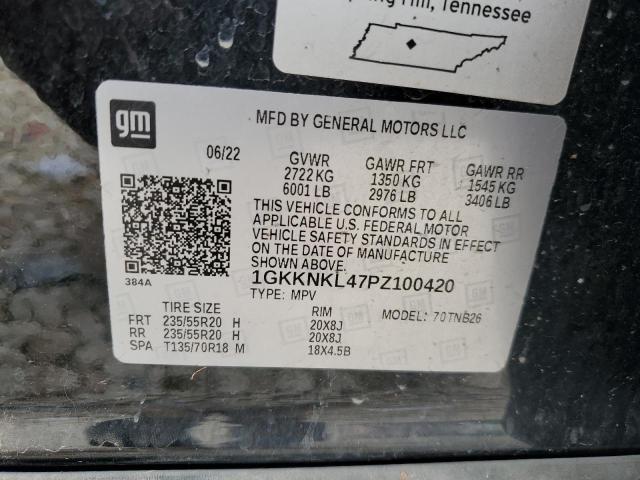 Hill, Tennessee
gm
MFD BY GENERAL MOTORS LLC
06/22 GVWR GAWR FRT GAWR RR
2722 KG 1350 KG 1545 KG
6001 LB 2976 LB 3406 LB
THIS VEHICLE CONFORMS TO ALL
APPLICABLE U.S. FEDERAL MOTOR
VEHICLE SAFETY STANDARDS IN EFFECT
ON THE DATE OF MANUFACTURE
SHOWN ABOVE.
384A 1GKKNKL47PZ100420
TYPE: MPV MODEL: 70TNB26
TIRE SIZE RIM
FRT 235/55R20 H 20X8J
RR 235/55R20 H 20X8J
SPA T135/70R18 M 18X4.5B